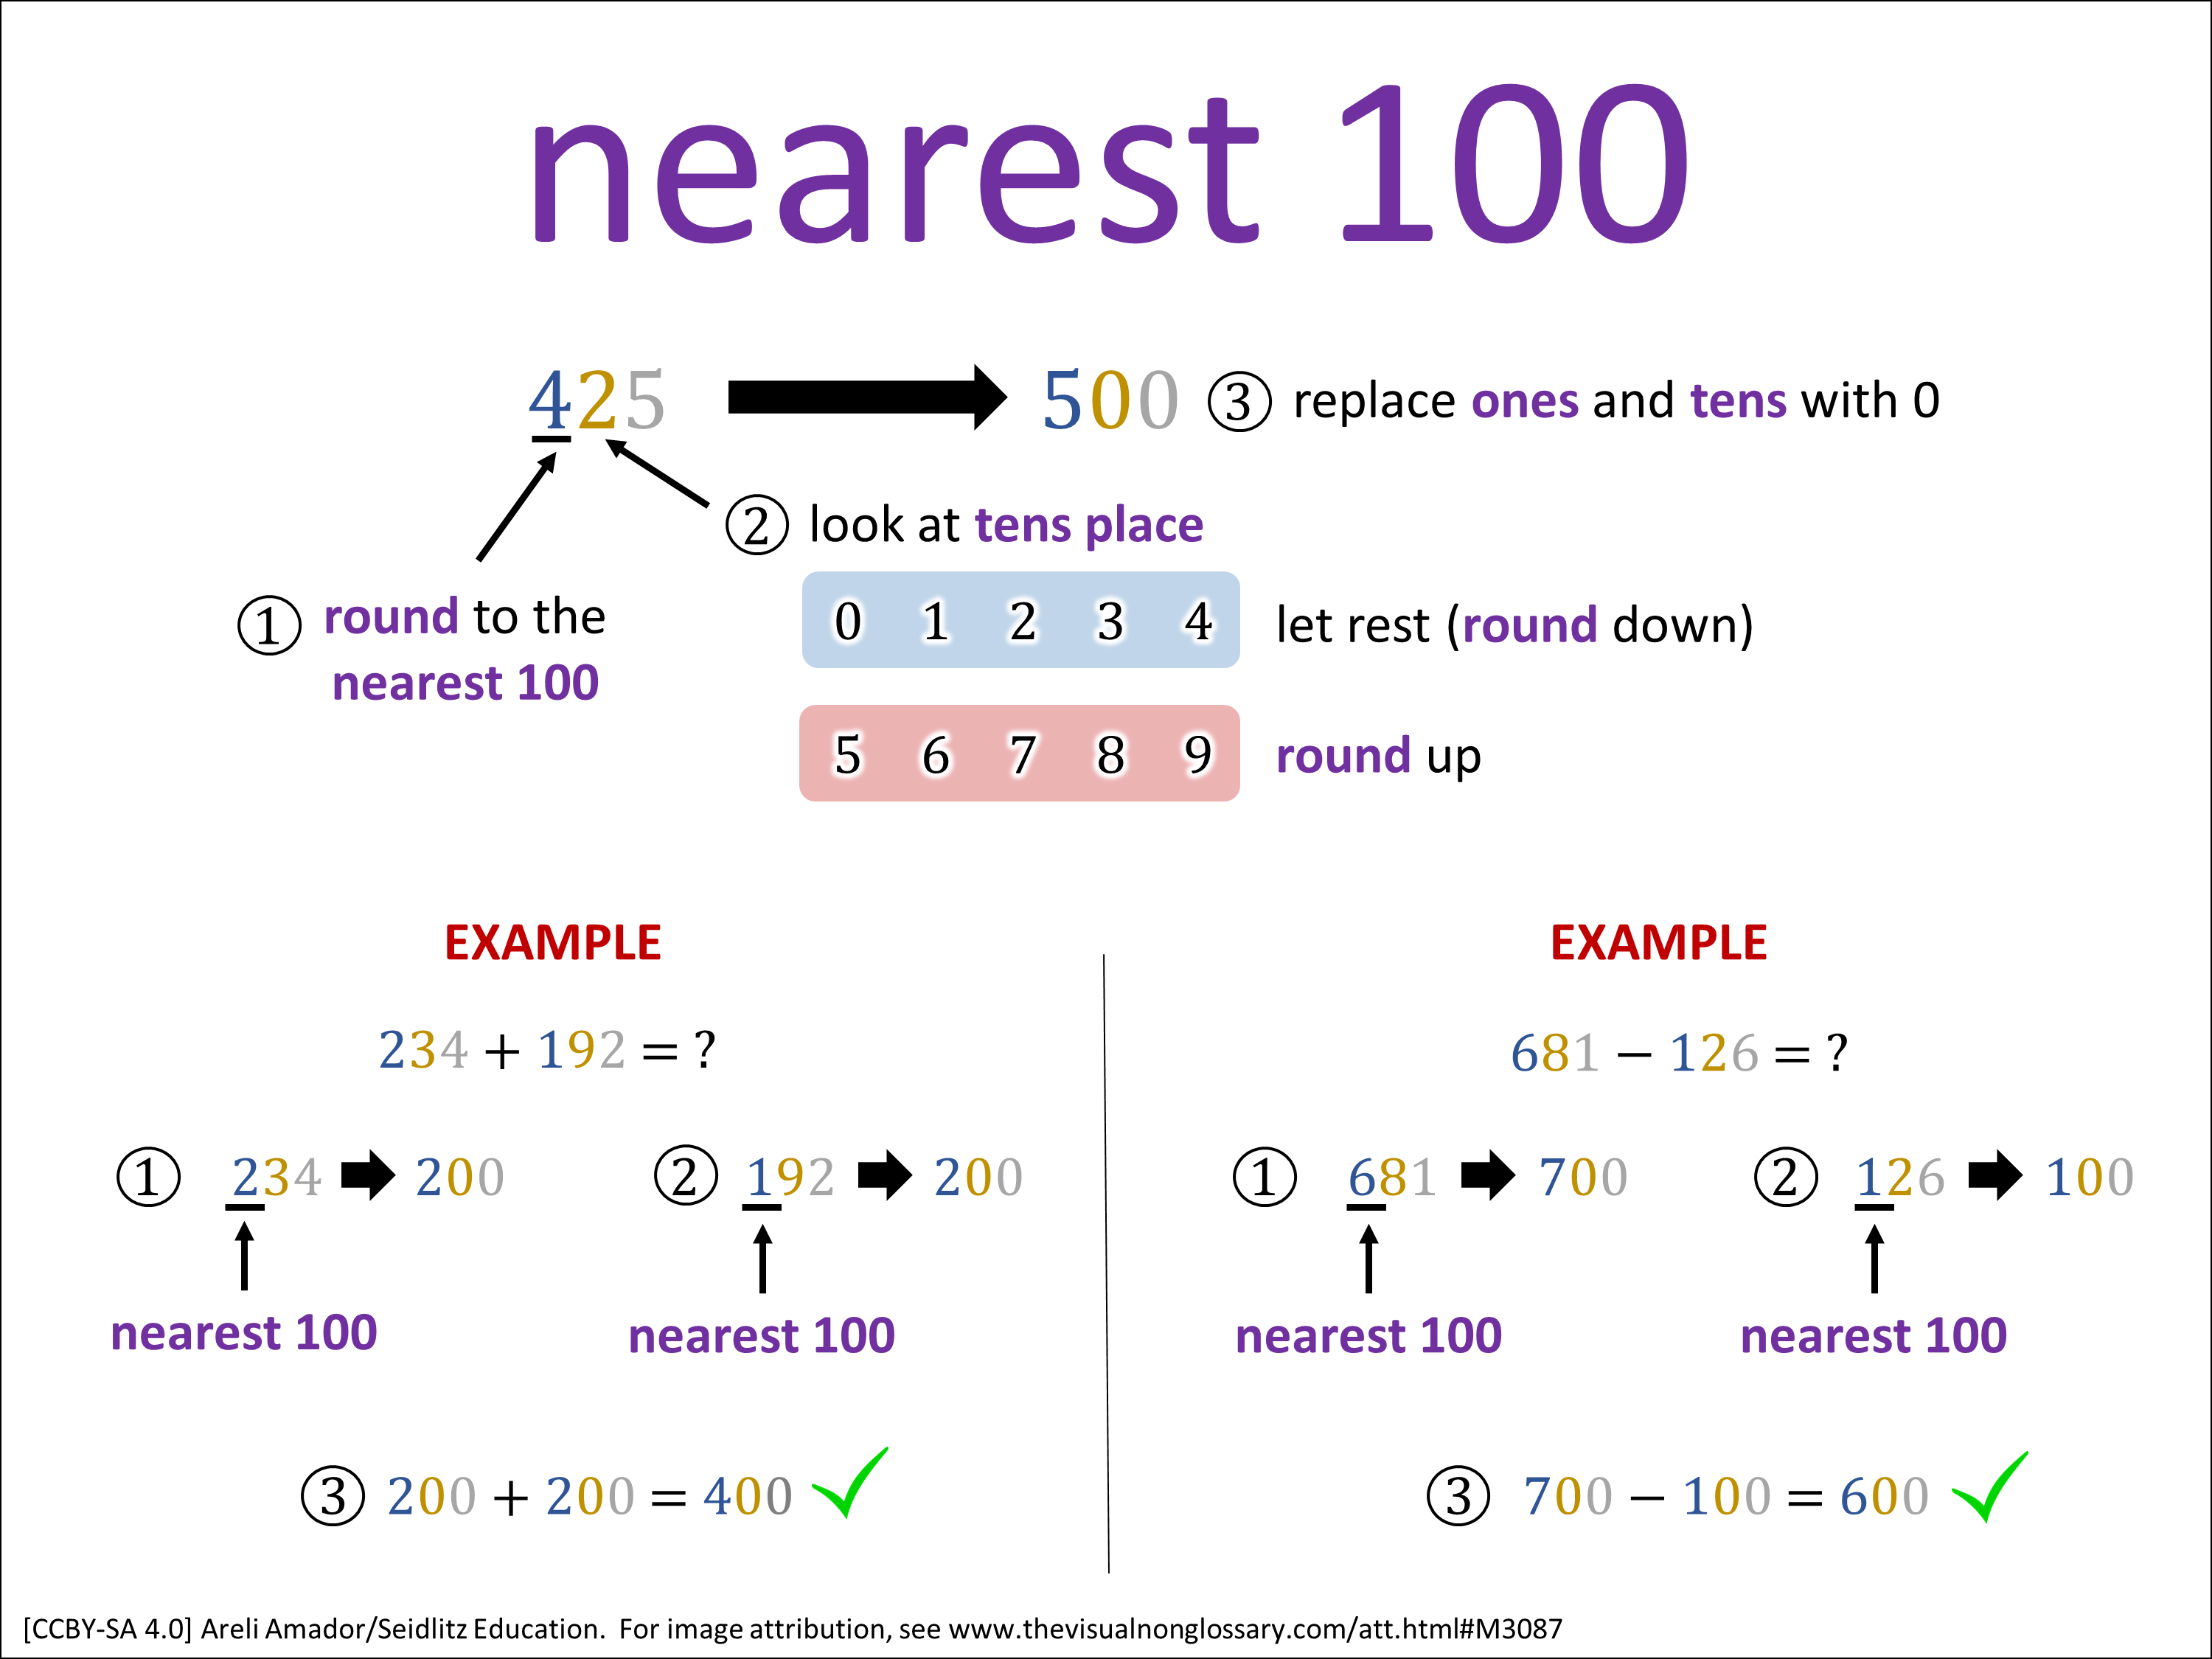 nearest 100
425 500 ③ replace ones and tens with 0
② look at tens place
① round to the
nearest 100
0 1 2 3 4 let rest (round down)
5 6 7 8 9 round up
EXAMPLE
234 + 192 = ?
① 234 200 ② 192 200
nearest 100 nearest 100
③ 200 + 200 = 400
EXAMPLE
681 − 126 = ?
① 681 700 ② 126 100
nearest 100 nearest 100
③ 700 − 100 = 600
[CCBY-SA 4.0] Areli Amador/Seidlitz Education. For image attribution, see www.thevisualnonglossary.com/att.html#M3087